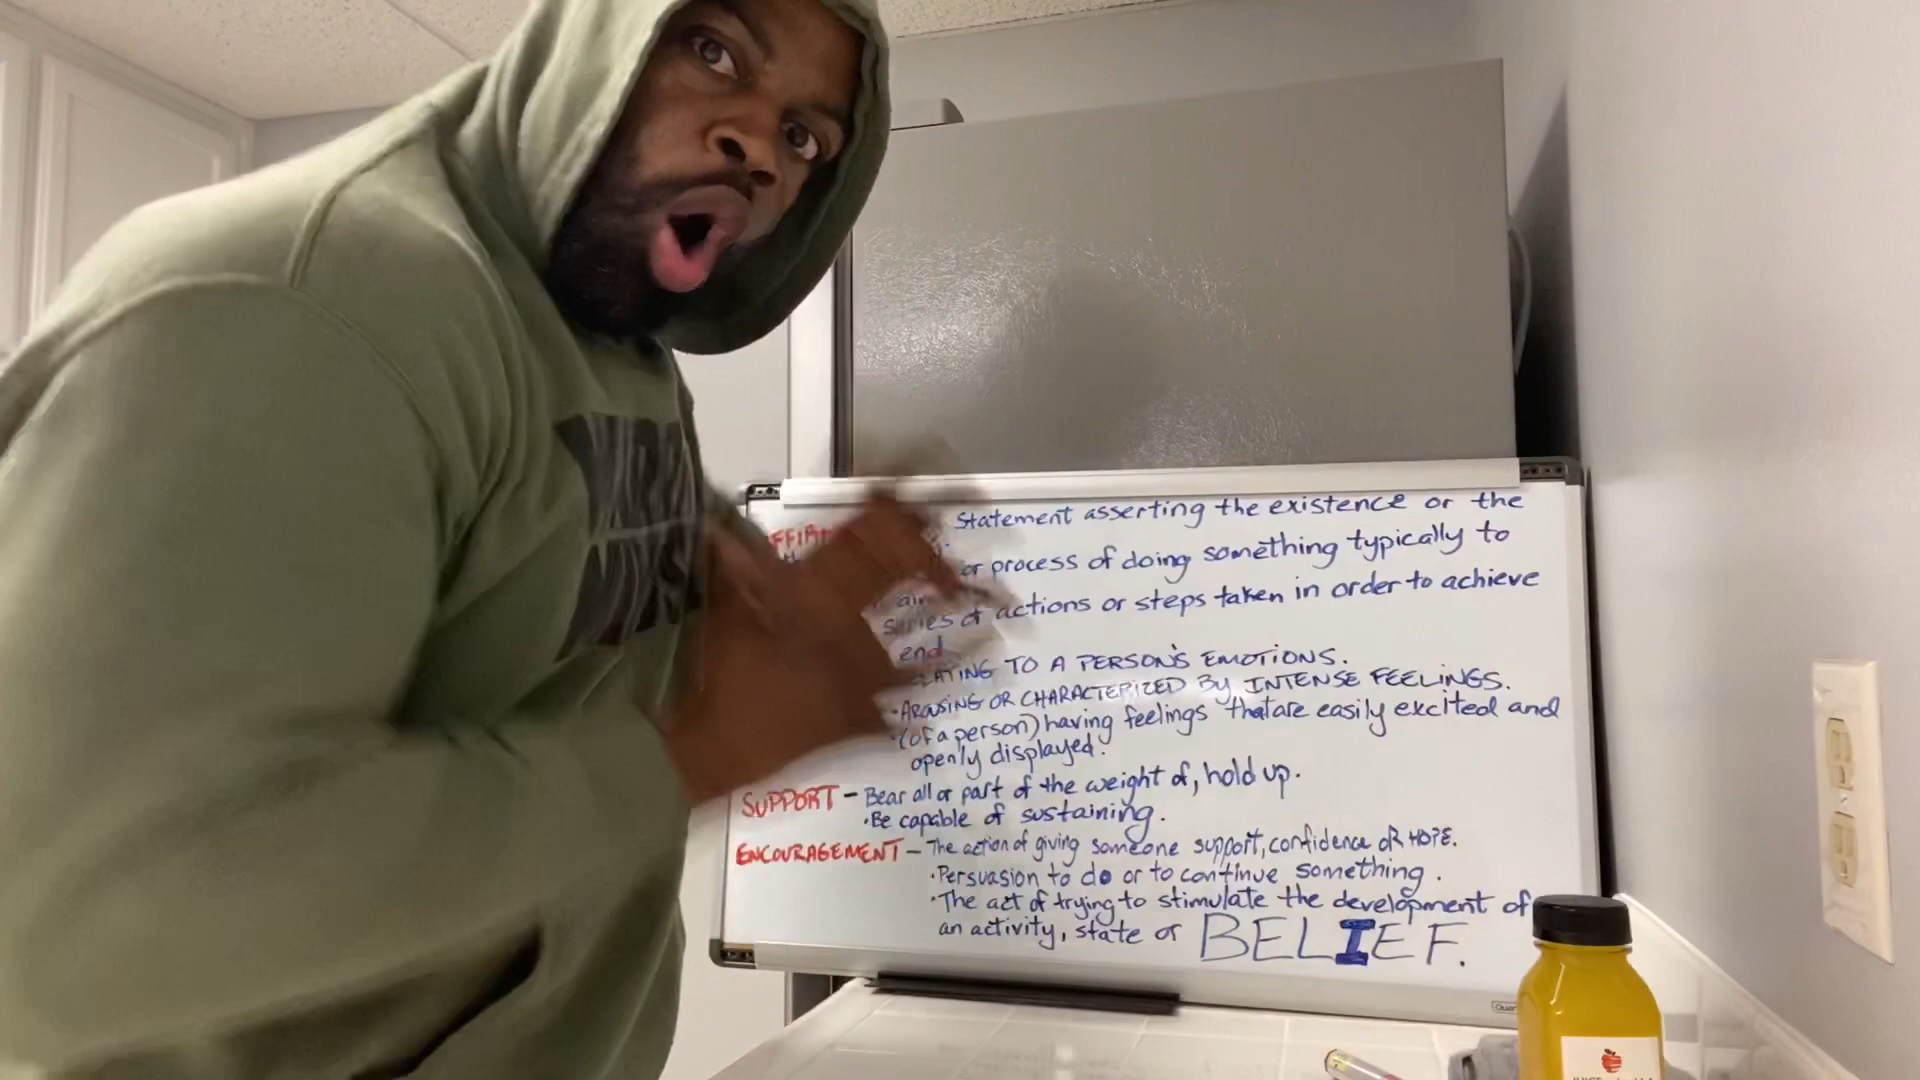 statement asserting the existence or the
or process of doing something typically to
series of actions or steps taken in order to achieve
end
RELATING TO A PERSON'S EMOTIONS.
•AROUSING OR CHARACTERIZED BY INTENSE FEELINGS.
•(of a person) having feelings that are easily excited and
openly displayed.
SUPPORT - Bear all or part of the weight of, hold up.
•Be capable of sustaining.
ENCOURAGEMENT - The action of giving someone support, confidence OR HOPE.
•Persuasion to do or to continue something.
•The act of trying to stimulate the development of
an activity, state or BELIEF.